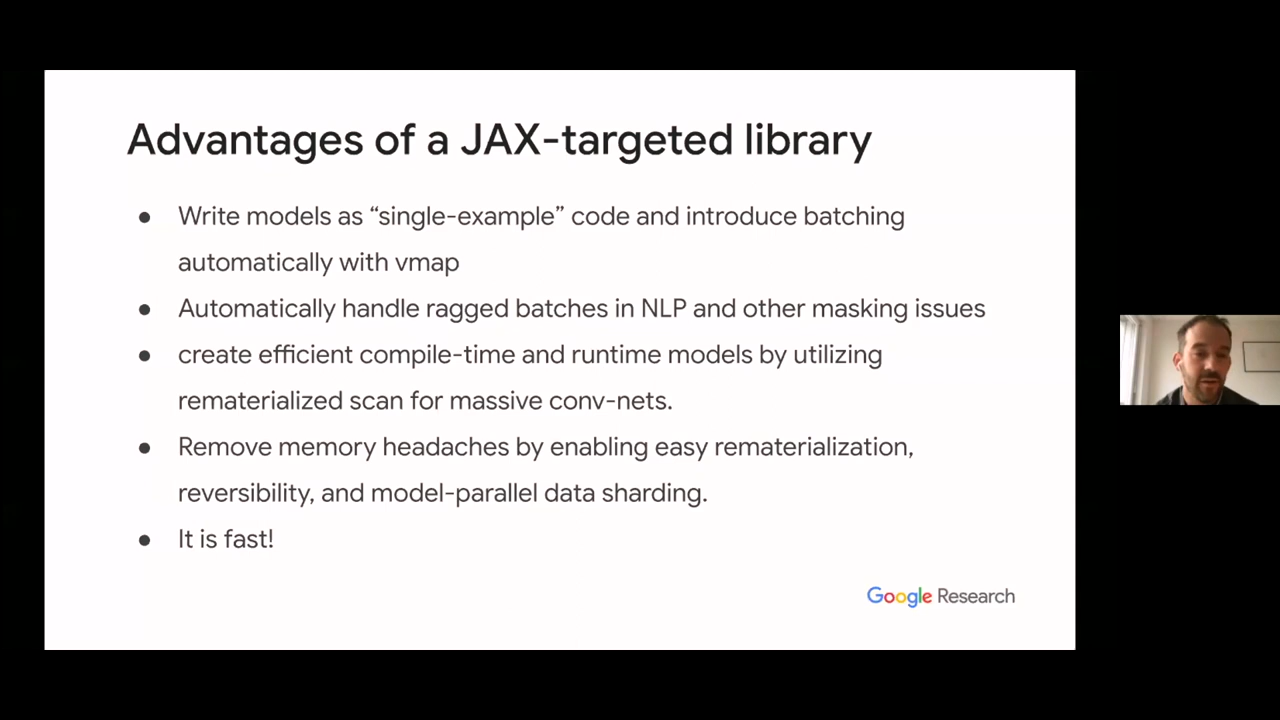 Advantages of a JAX-targeted library
● Write models as “single-example” code and introduce batching
automatically with vmap
● Automatically handle ragged batches in NLP and other masking issues
● create efficient compile-time and runtime models by utilizing
rematerialized scan for massive conv-nets.
● Remove memory headaches by enabling easy rematerialization,
reversibility, and model-parallel data sharding.
● It is fast!
Google Research